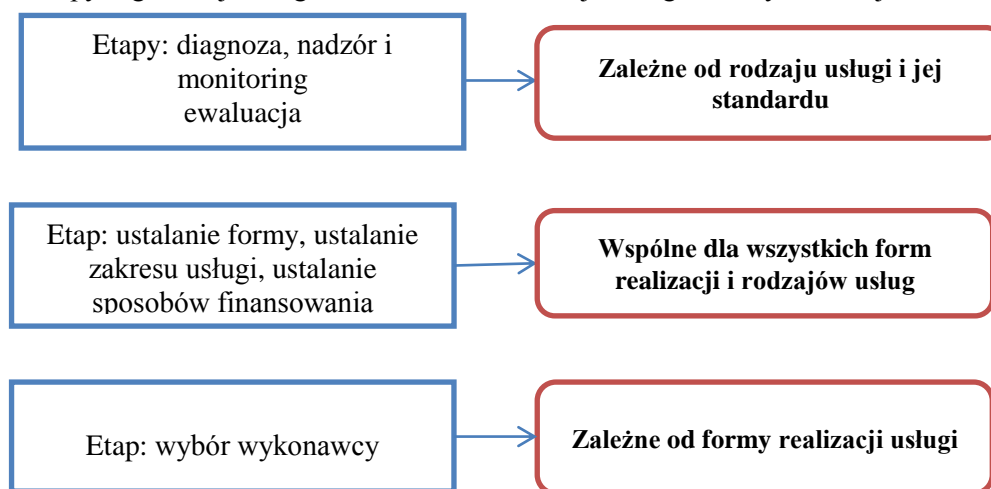 Etapy: diagnoza, nadzór i
monitoring
ewaluacja
Zależne od rodzaju usługi i jej
standardu
Etap: ustalanie formy, ustalanie
zakresu usługi, ustalanie
sposobów finansowania
Wspólne dla wszystkich form
realizacji i rodzajów usług
Etap: wybór wykonawcy
Zależne od formy realizacji usługi